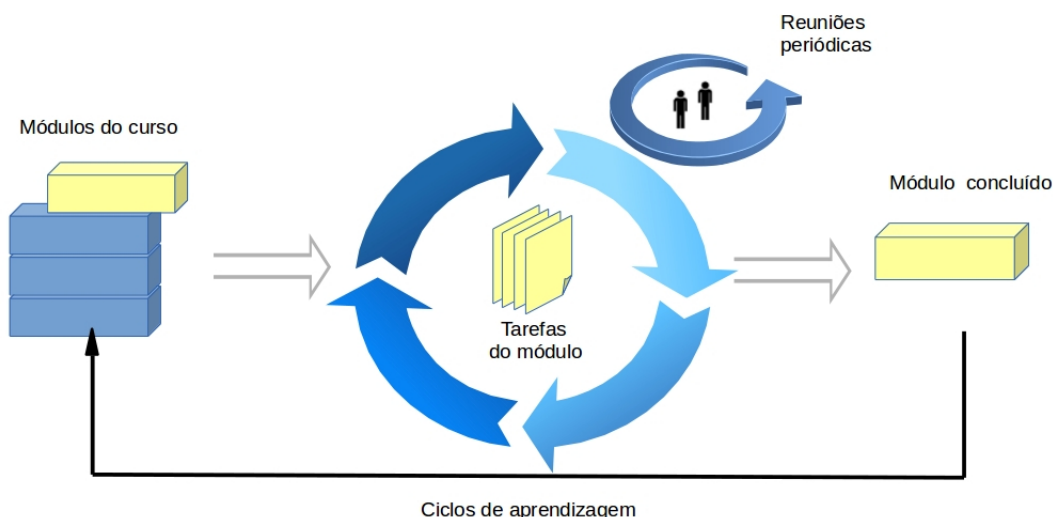 Reuniões
periódicas
Módulos do curso
Módulo concluído
Tarefas
do módulo
Ciclos de aprendizagem